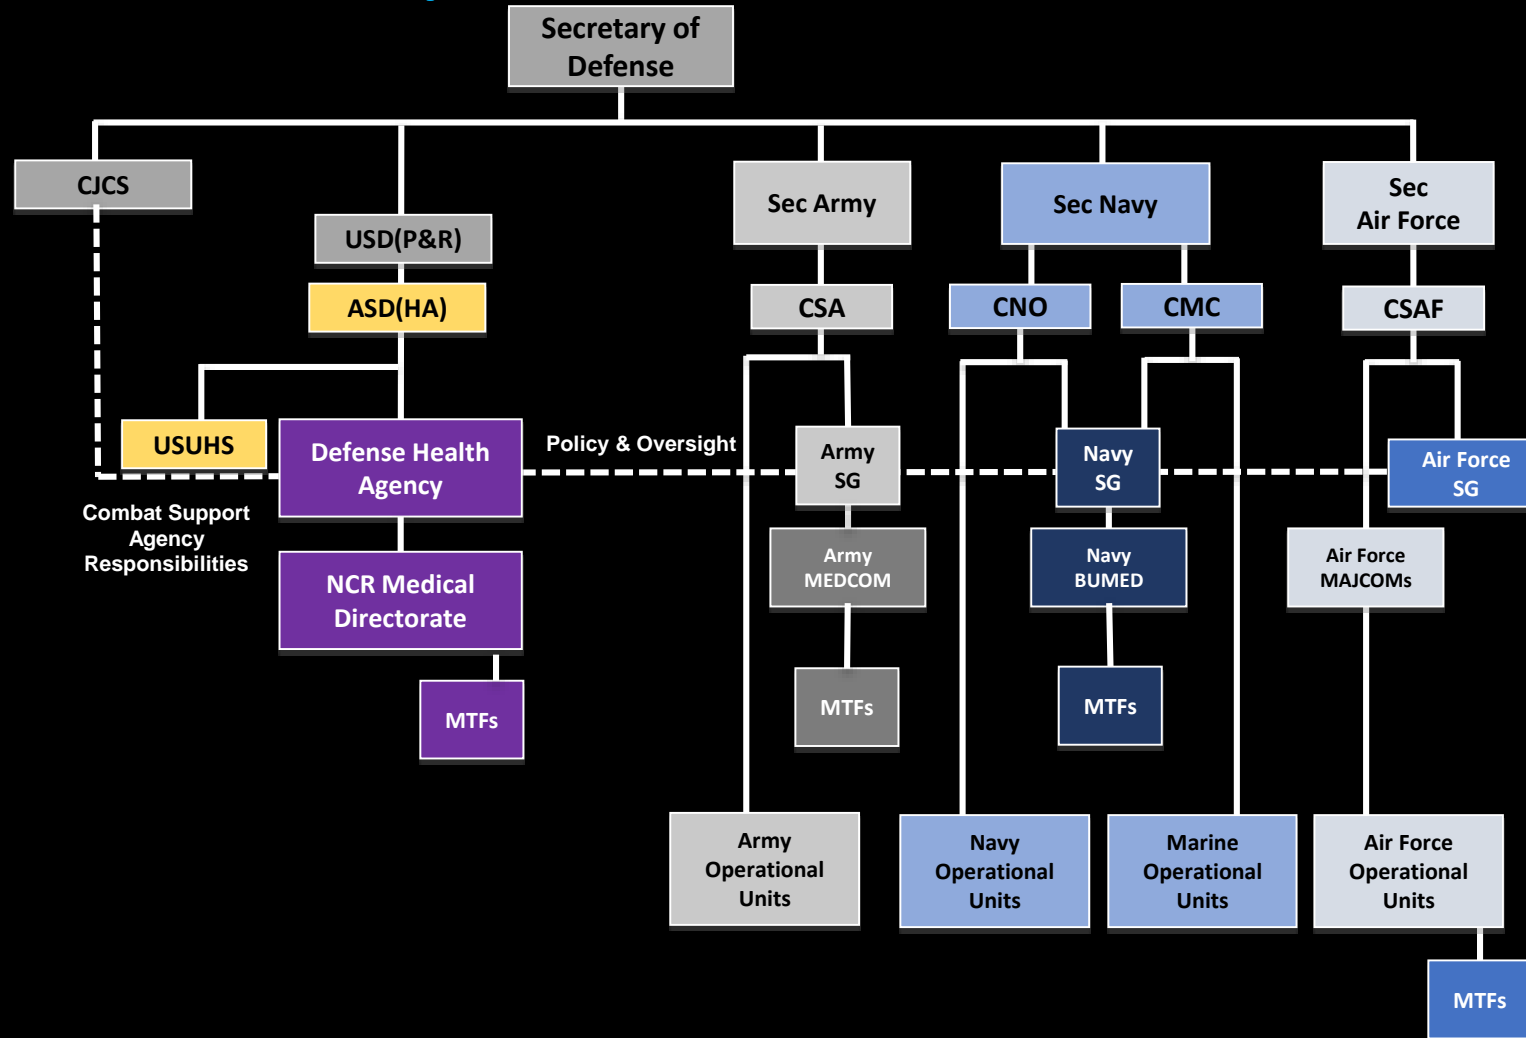 Secretary of
Defense
CJCS
USD(P&R)
Sec Army
Sec Navy
Sec
Air Force
ASD(HA)
CSA
CNO
CMC
CSAF
USUHS
Defense Health
Agency
Policy & Oversight
Army
SG
Navy
SG
Air Force
SG
Combat Support
Agency
Responsibilities
NCR Medical
Directorate
Army
MEDCOM
Navy
BUMED
Air Force
MAJCOMs
MTFs
MTFs
MTFs
Army
Operational
Units
Navy
Operational
Units
Marine
Operational
Units
Air Force
Operational
Units
MTFs